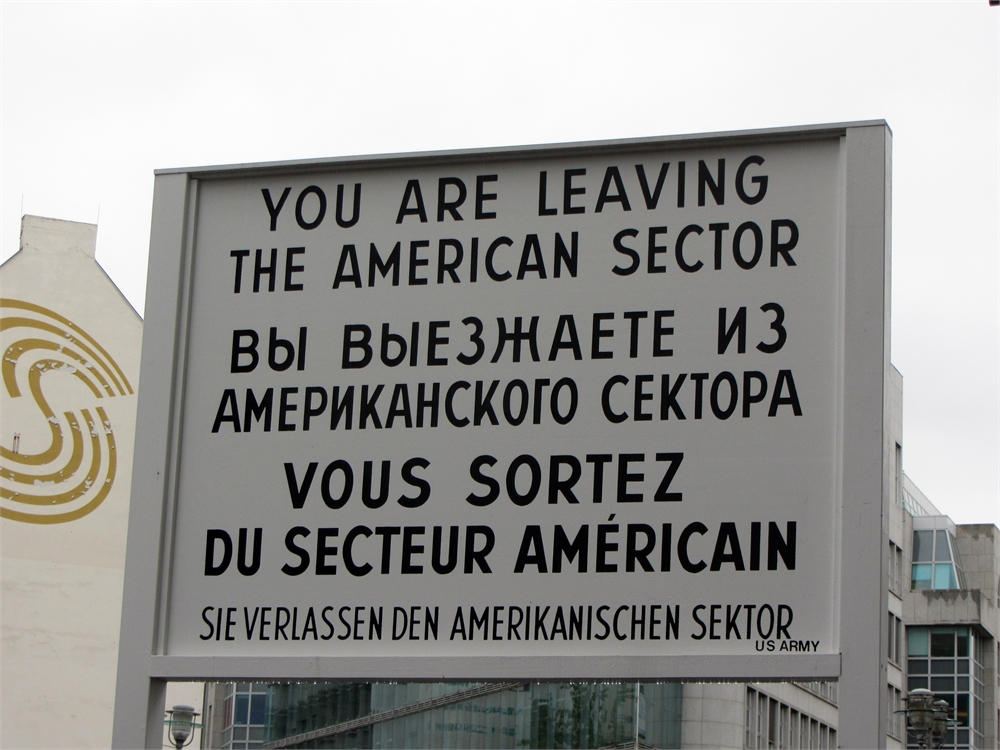 YOU ARE LEAVING
THE AMERICAN SECTOR
ВЫ ВЫЕЗЖАЕТЕ ИЗ
АМЕРИКАНСКОГО СЕКТОРА
VOUS SORTEZ
DU SECTEUR AMÉRICAIN
SIE VERLASSEN DEN AMERIKANISCHEN SEKTOR
US ARMY